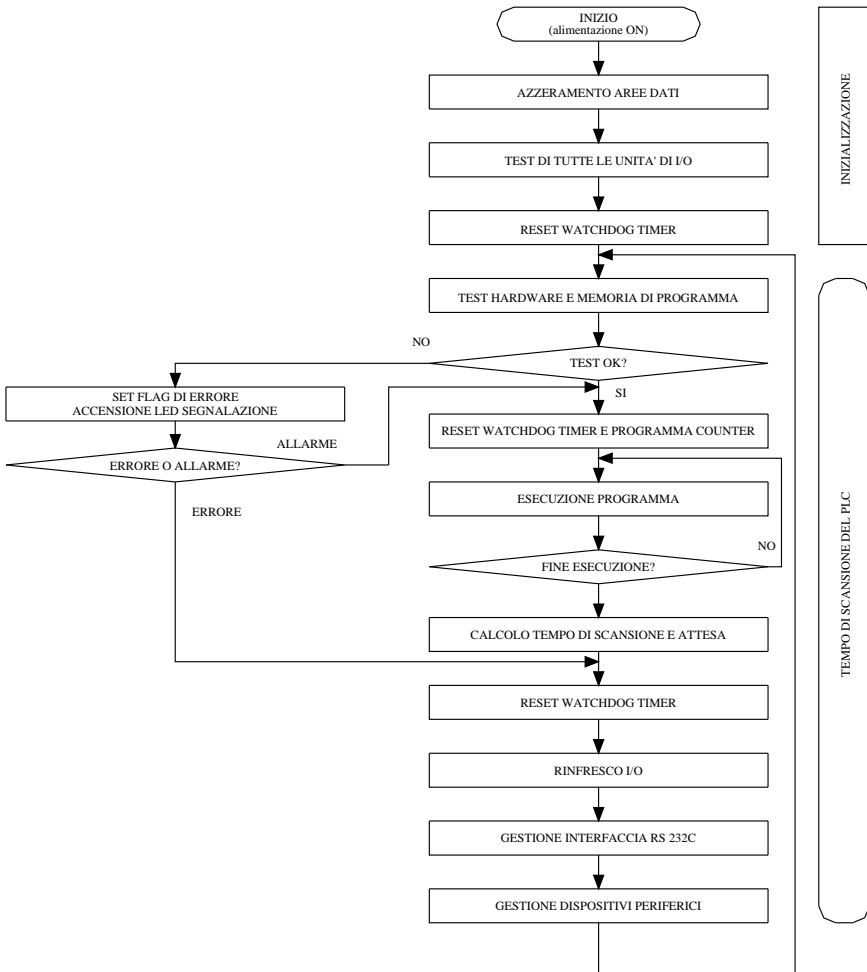 INIZIO
(alimentazione ON)
AZZERAMENTO AREE DATI
TEST DI TUTTE LE UNITA' DI I/O
RESET WATCHDOG TIMER
INIZIALIZZAZIONE
TEST HARDWARE E MEMORIA DI PROGRAMMA
TEST OK?
NO
SI
SET FLAG DI ERRORE
ACCENSIONE LED SEGNALAZIONE
ERRORE O ALLARME?
ALLARME
ERRORE
RESET WATCHDOG TIMER E PROGRAMMA COUNTER
ESECUZIONE PROGRAMMA
FINE ESECUZIONE?
NO
CALCOLO TEMPO DI SCANSIONE E ATTESA
RESET WATCHDOG TIMER
RINFRESCO I/O
GESTIONE INTERFACCIA RS 232C
GESTIONE DISPOSITIVI PERIFERICI
TEMPO DI SCANSIONE DEL PLC